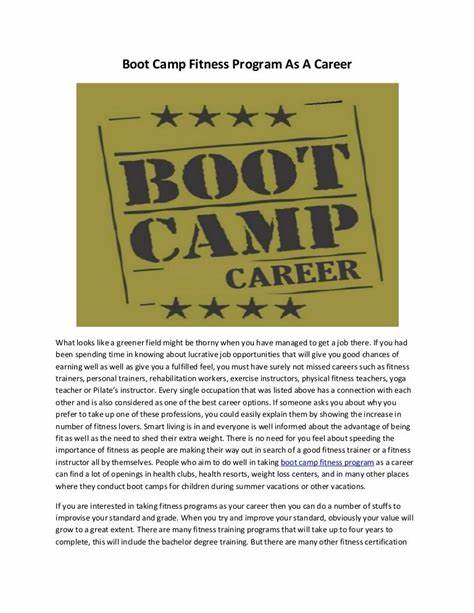 Boot Camp Fitness Program As A Career
BOOT
CAMP
CAREER
What looks like a greener field might be thorny when you have managed to get a job there. If you had
been spending time in knowing about lucrative job opportunities that will give you good chances of
earning well as well as give you a fulfilled feel, you must have surely not missed careers such as fitness
trainers, personal trainers, rehabilitation workers, exercise instructors, physical fitness teachers, yoga
teacher or Pilate's instructor. Every single occupation that was listed above has a connection with each
other and is also considered as one of the best career options. If someone asks you about why you
prefer to take up one of these professions, you could easily explain them by showing the increase in
number of fitness lovers. Smart living is in and everyone is well informed about the advantage of being
fit as well as the need to shed their extra weight. There is no need for you feel about speeding the
importance of fitness as people are making their way out in search of a good fitness trainer or a fitness
instructor all by themselves. People who aim to do well in taking boot camp fitness program as a career
can find a lot of openings in health clubs, health resorts, weight loss centers, and in many other places
where they conduct boot camps for children during summer vacations or other vacations.
If you are interested in taking fitness programs as your career then you can do a number of stuffs to
improvise your standard and grade. When you try and improve your standard, obviously your value will
grow to a great extent. There are many fitness training programs that will take up to four years to
complete, this will include the bachelor degree training. But there are many other fitness certification